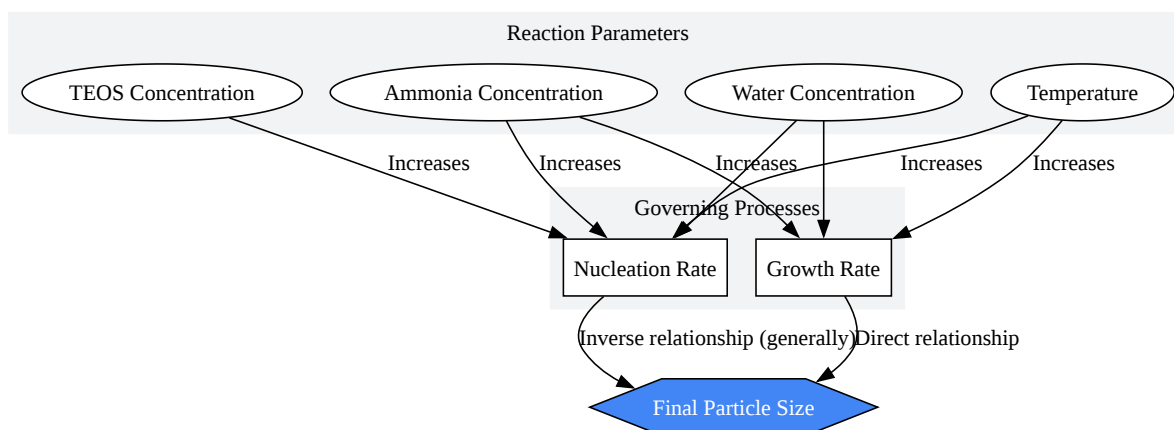 Reaction Parameters
TEOS Concentration
Ammonia Concentration
Water Concentration
Temperature
Increases
Increases
Increases
Increases
Increases
Governing Processes
Nucleation Rate
Growth Rate
Inverse relationship (generally)
Direct relationship
Final Particle Size